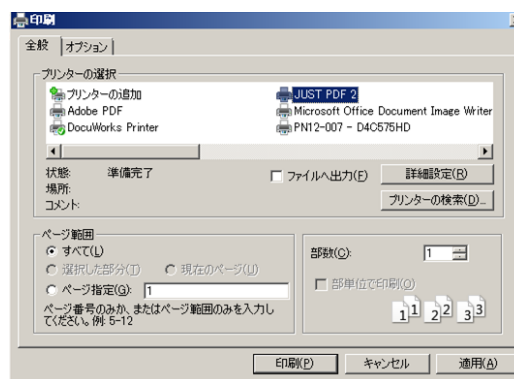 印刷
全般 オプション
プリンターの選択
プリンターの追加
Adobe PDF
DocuWorks Printer
JUST PDF 2
Microsoft Office Document Image Writer
PN12-007 - D4C575HD
状態: 準備完了
場所:
コメント:
ファイルへ出力(F)
詳細設定(R)
プリンターの検索(D)...
ページ範囲
すべて(L)
選択した部分(T) 現在のページ(U)
ページ指定(G): 1
ページ番号のみか、またはページ範囲のみを入力し
てください。例: 5-12
部数(C): 1
部単位で印刷(O)
1 1 2 2 3 3
印刷(P) キャンセル 適用(A)